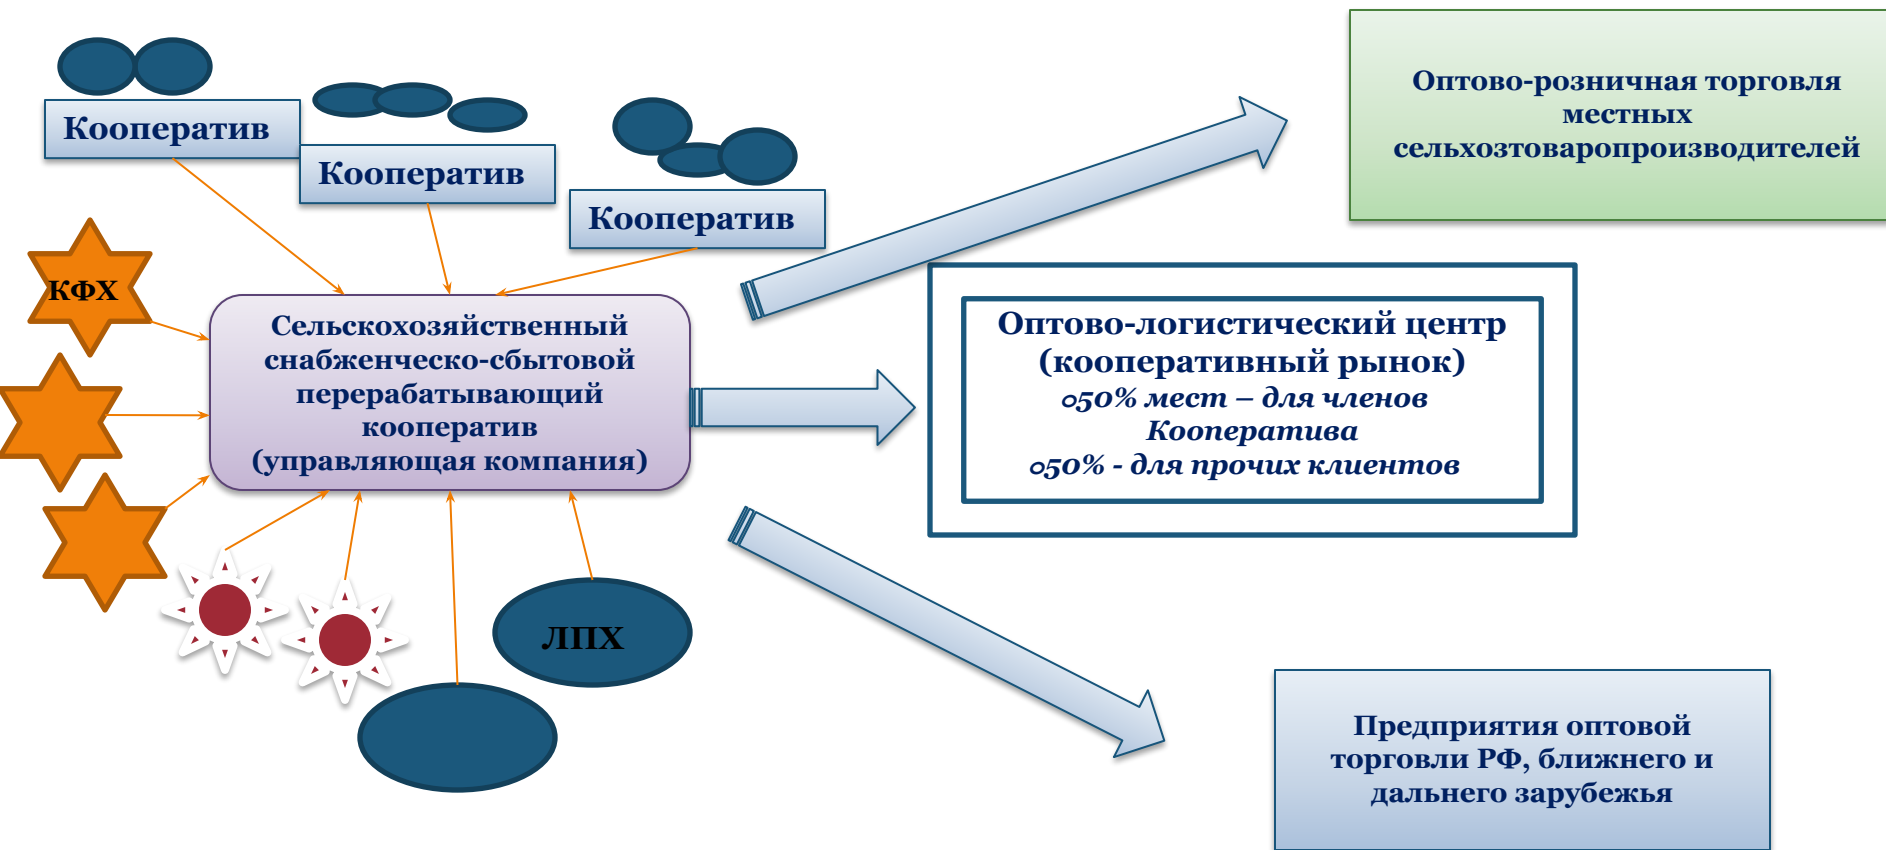 Кооператив
Кооператив
Кооператив
КФХ
Сельскохозяйственный
снабженческо-сбытовой
перерабатывающий
кооператив
(управляющая компания)
ЛПХ
Оптово-розничная торговля
местных
сельхозтоваропроизводителей
Оптово-логистический центр
(кооперативный рынок)
o50% мест – для членов
Кооператива
o50% - для прочих клиентов
Предприятия оптовой
торговли РФ, ближнего и
дальнего зарубежья